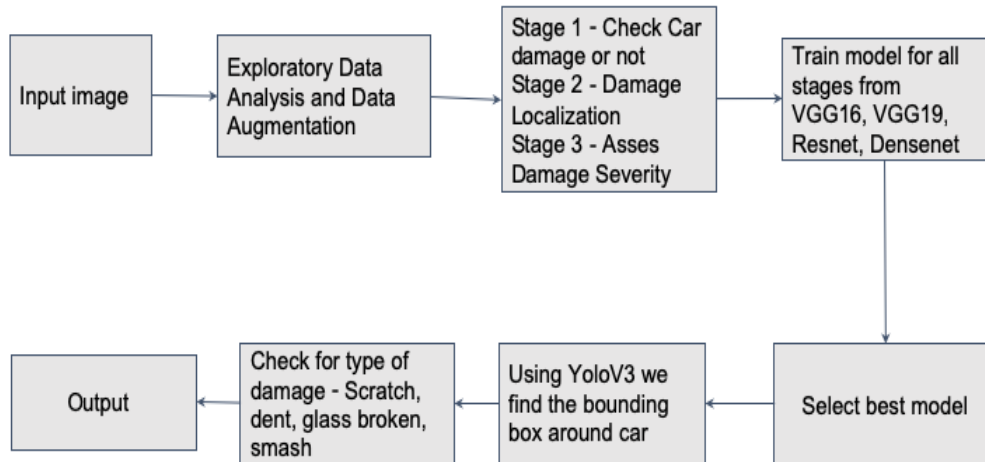 Input image
Exploratory Data
Analysis and Data
Augmentation
Stage 1 - Check Car
damage or not
Stage 2 - Damage
Localization
Stage 3 - Asses
Damage Severity
Train model for all
stages from
VGG16, VGG19,
Resnet, Densenet
Select best model
Using YoloV3 we
find the bounding
box around car
Check for type of
damage - Scratch,
dent, glass broken,
smash
Output